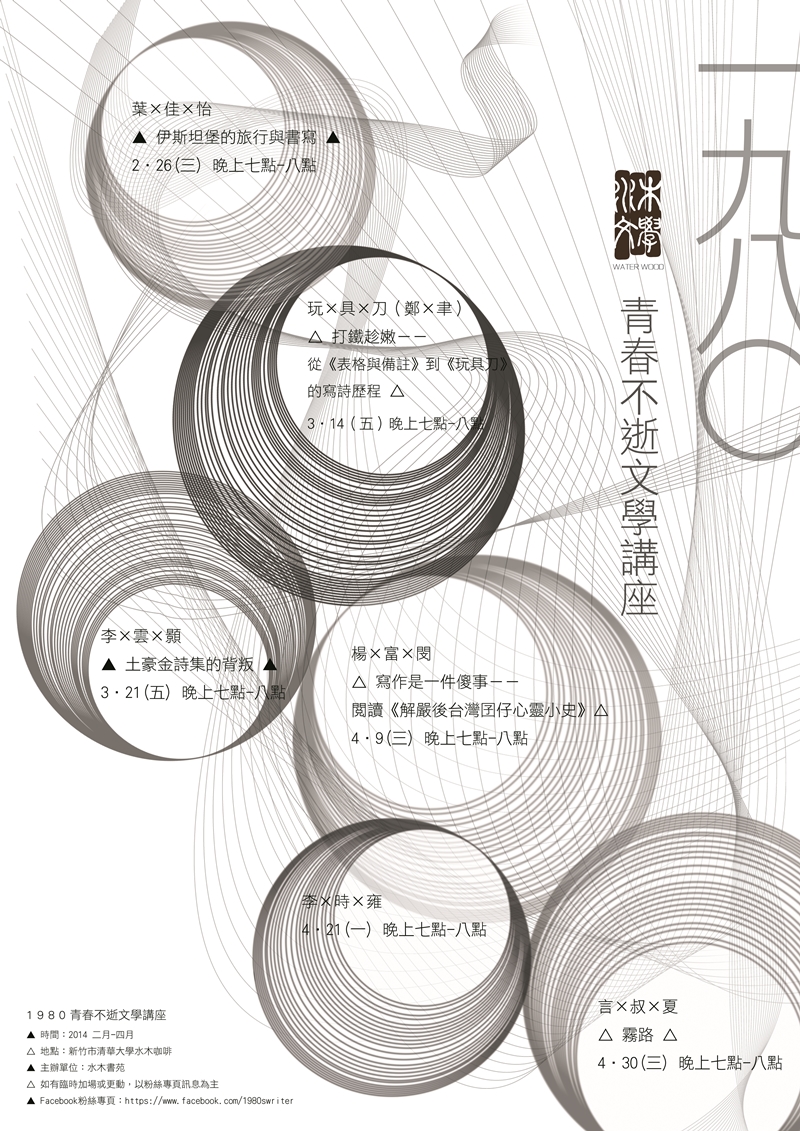 一九八〇
水木
文學
WATER WOOD
青春不逝文學講座
葉×佳×怡
▲ 伊斯坦堡的旅行與書寫 ▲
2・26(三) 晚上七點-八點
玩×具×刀(鄭×聿)
△ 打鐵趁嫩——
從《表格與備註》到《玩具刀》
的寫詩歷程 △
3・14(五)晚上七點-八點
李×雲×顥
▲ 土豪金詩集的背叛 ▲
3・21(五) 晚上七點-八點
楊×富×閔
△ 寫作是一件傻事——
閱讀《解嚴後台灣囝仔心靈小史》△
4・9(三) 晚上七點-八點
李×時×雍
4・21(一) 晚上七點-八點
言×叔×夏
△ 霧路 △
4・30(三) 晚上七點-八點
1980青春不逝文學講座
▲ 時間：2014 二月-四月
△ 地點：新竹市清華大學水木咖啡
▲ 主辦單位：水木書苑
△ 如有臨時加場或更動，以粉絲專頁訊息為主
▲ Facebook粉絲專頁：https://www.facebook.com/1980swriter